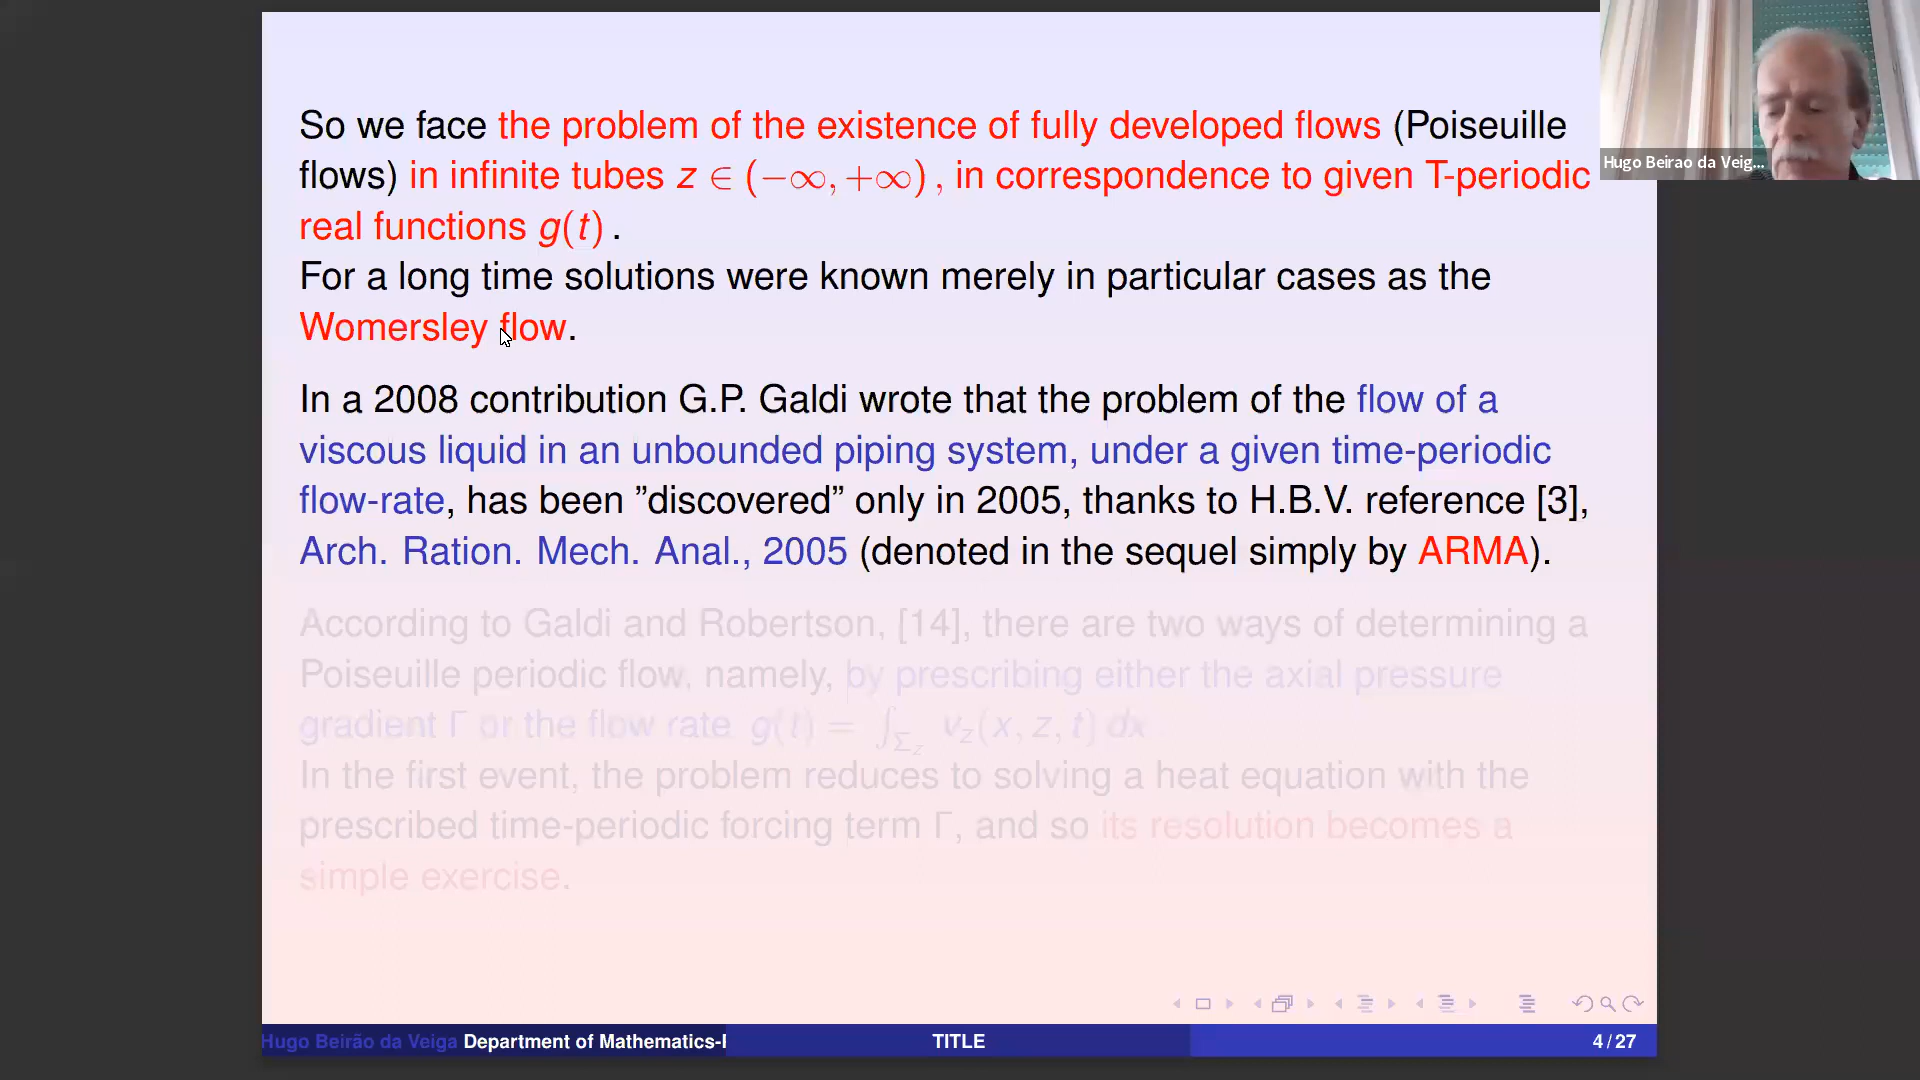 So we face the problem of the existence of fully developed flows (Poiseuille
flows) in infinite tubes z ∈ (−∞, +∞) , in correspondence to given T-periodic
real functions g(t) .
For a long time solutions were known merely in particular cases as the
Womersley flow.
In a 2008 contribution G.P. Galdi wrote that the problem of the flow of a
viscous liquid in an unbounded piping system, under a given time-periodic
flow-rate, has been ”discovered” only in 2005, thanks to H.B.V. reference [3],
Arch. Ration. Mech. Anal., 2005 (denoted in the sequel simply by ARMA).
According to Galdi and Robertson, [14], there are two ways of determining a
Poiseuille periodic flow, namely, by prescribing either the axial pressure
gradient Γ or the flow rate g(t) = ∫_{Σ_z} v_z(x, z, t) dx .
In the first event, the problem reduces to solving a heat equation with the
prescribed time-periodic forcing term Γ, and so its resolution becomes a
simple exercise.
Hugo Beirao da Veig...
Hugo Beirão da Veiga Department of Mathematics-I
TITLE
4 / 27